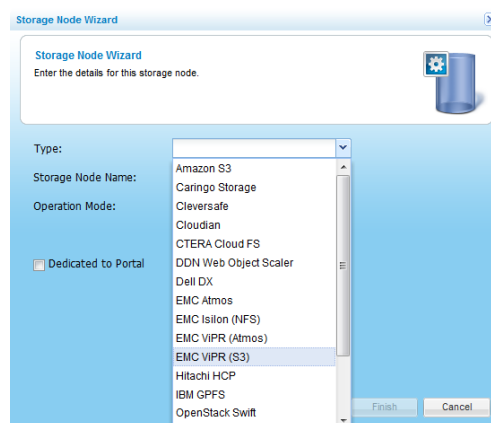 Storage Node Wizard
Storage Node Wizard
Enter the details for this storage node.
Type:
Storage Node Name:
Operation Mode:
Dedicated to Portal
Amazon S3
Caringo Storage
Cleversafe
Cloudian
CTERA Cloud FS
DDN Web Object Scaler
Dell DX
EMC Atmos
EMC Isilon (NFS)
EMC ViPR (Atmos)
EMC ViPR (S3)
Hitachi HCP
IBM GPFS
OpenStack Swift
Finish Cancel